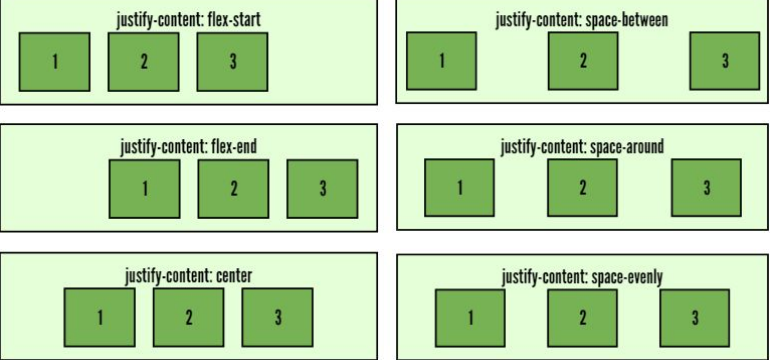 justify-content: flex-start
1 2 3
justify-content: space-between
1 2 3
justify-content: flex-end
1 2 3
justify-content: space-around
1 2 3
justify-content: center
1 2 3
justify-content: space-evenly
1 2 3